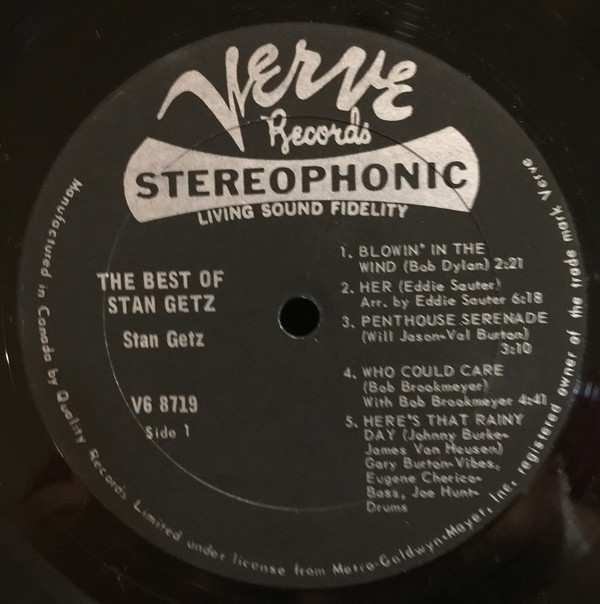 Verve
Records
STEREOPHONIC
LIVING SOUND FIDELITY
THE BEST OF
STAN GETZ
Stan Getz
V6 8719
Side 1
1. BLOWIN' IN THE
WIND (Bob Dylan) 2:21
2. HER (Eddie Sauter)
Arr. by Eddie Sauter 6:18
3. PENTHOUSE SERENADE
(Will Jason-Val Burton)
3:10
4. WHO COULD CARE
(Bob Brookmeyer)
With Bob Brookmeyer 4:41
5. HERE'S THAT RAINY
DAY (Johnny Burke-
James Van Heusen)
Gary Burton-Vibes,
Eugene Cherico-
Bass, Joe Hunt-
Drums
Manufactured in Canada by Quality Records Limited under license from Metro-Goldwyn-Mayer, Inc. registered owner of the trade mark Verve